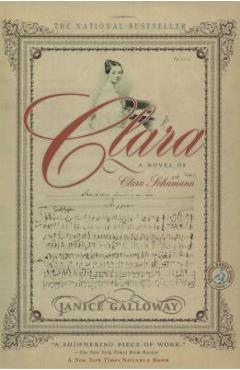 THE NATIONAL BESTSELLER
Clara
A NOVEL OF
Clara Schumann
JANICE GALLOWAY
"A SHIMMERING PIECE OF WORK."
—The New York Times Book Review
A NEW YORK TIMES NOTABLE BOOK